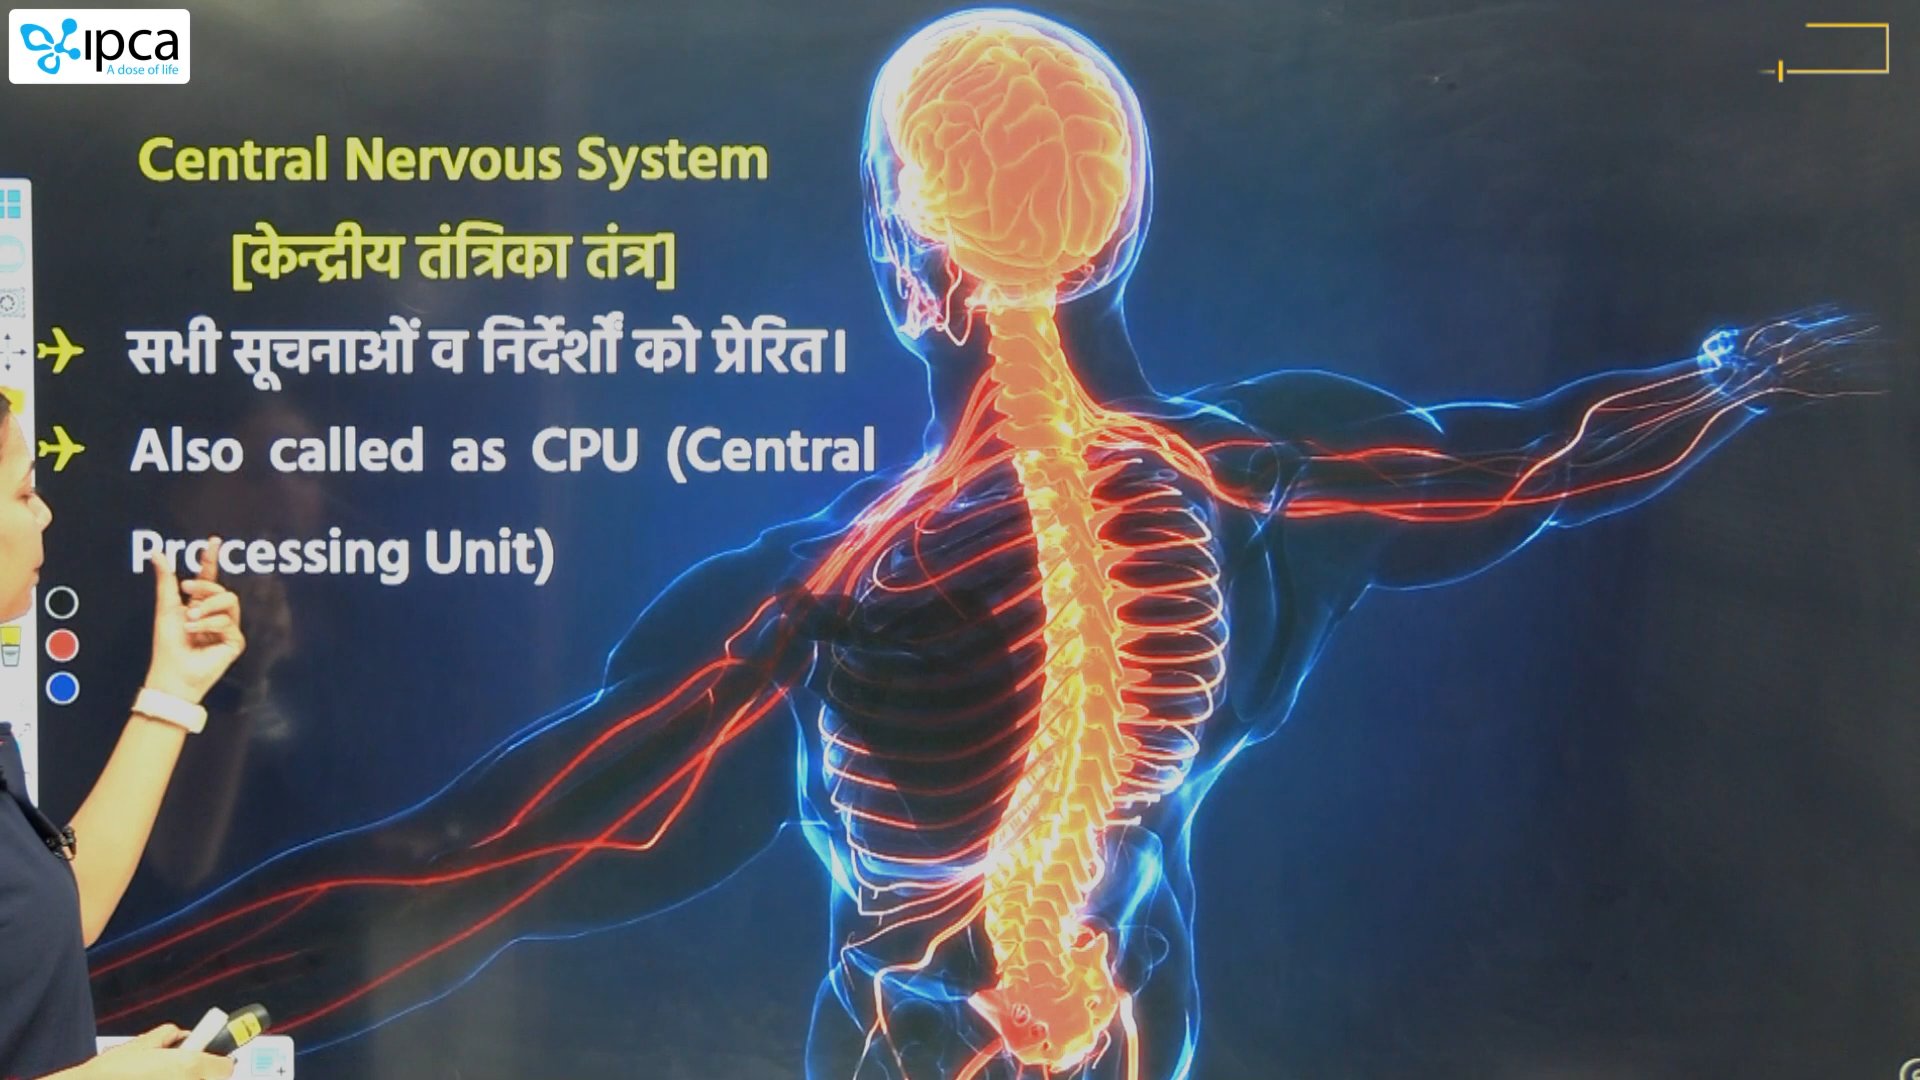 ipca
A dose of life
Central Nervous System
[केन्द्रीय तंत्रिका तंत्र]
सभी सूचनाओं व निर्देशों को प्रेरित।
Also called as CPU (Central
Processing Unit)